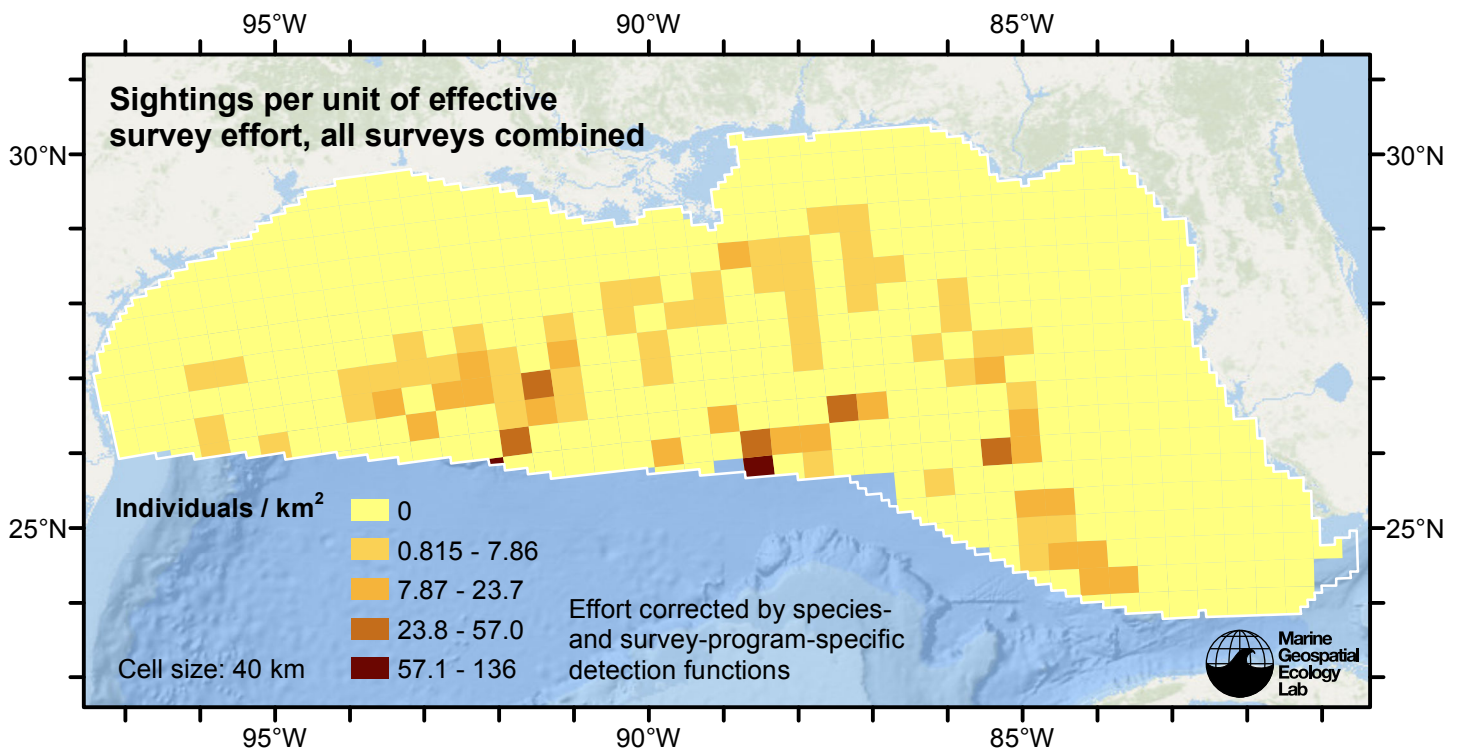 95°W 90°W 85°W
Sightings per unit of effective
survey effort, all surveys combined
30°N 30°N
25°N 25°N
Individuals / km²
0
0.815 - 7.86
7.87 - 23.7
23.8 - 57.0
57.1 - 136
Cell size: 40 km
Effort corrected by species-
and survey-program-specific
detection functions
Marine
Geospatial
Ecology
Lab
95°W 90°W 85°W